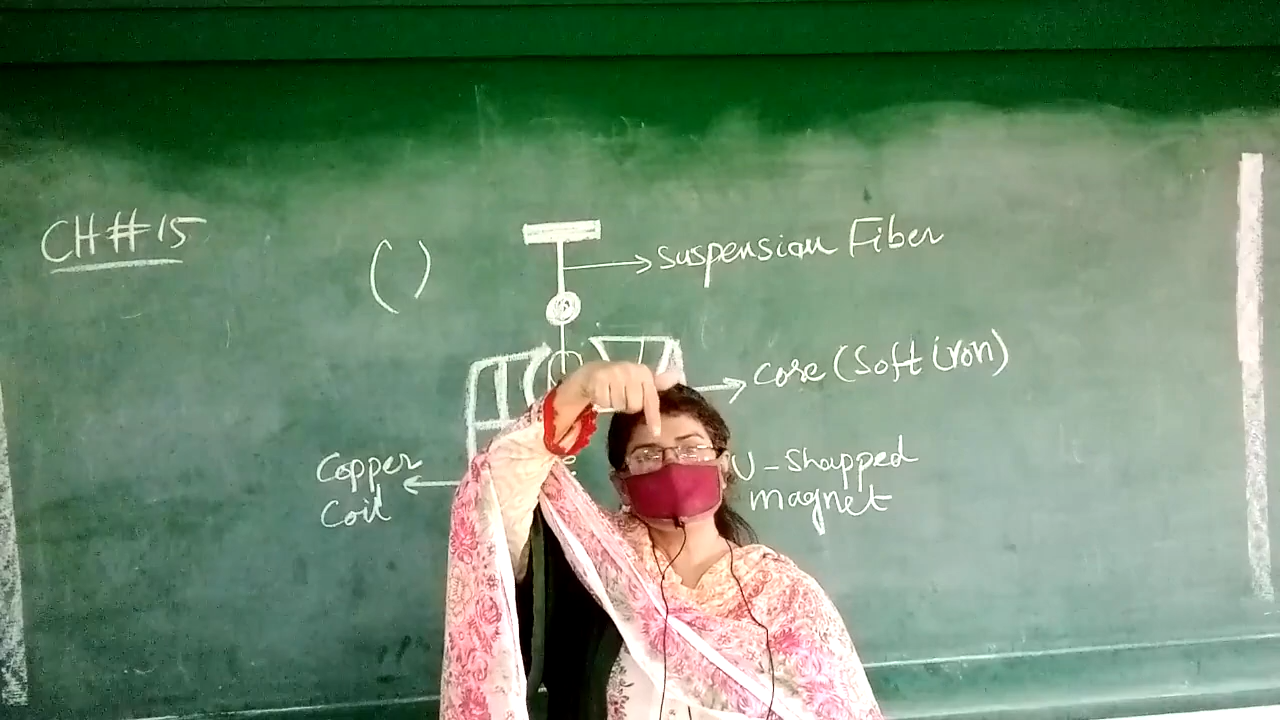 CH # 15
( )
Suspension Fiber
Core (Soft iron)
Copper
Coil
U-Shapped
magnet